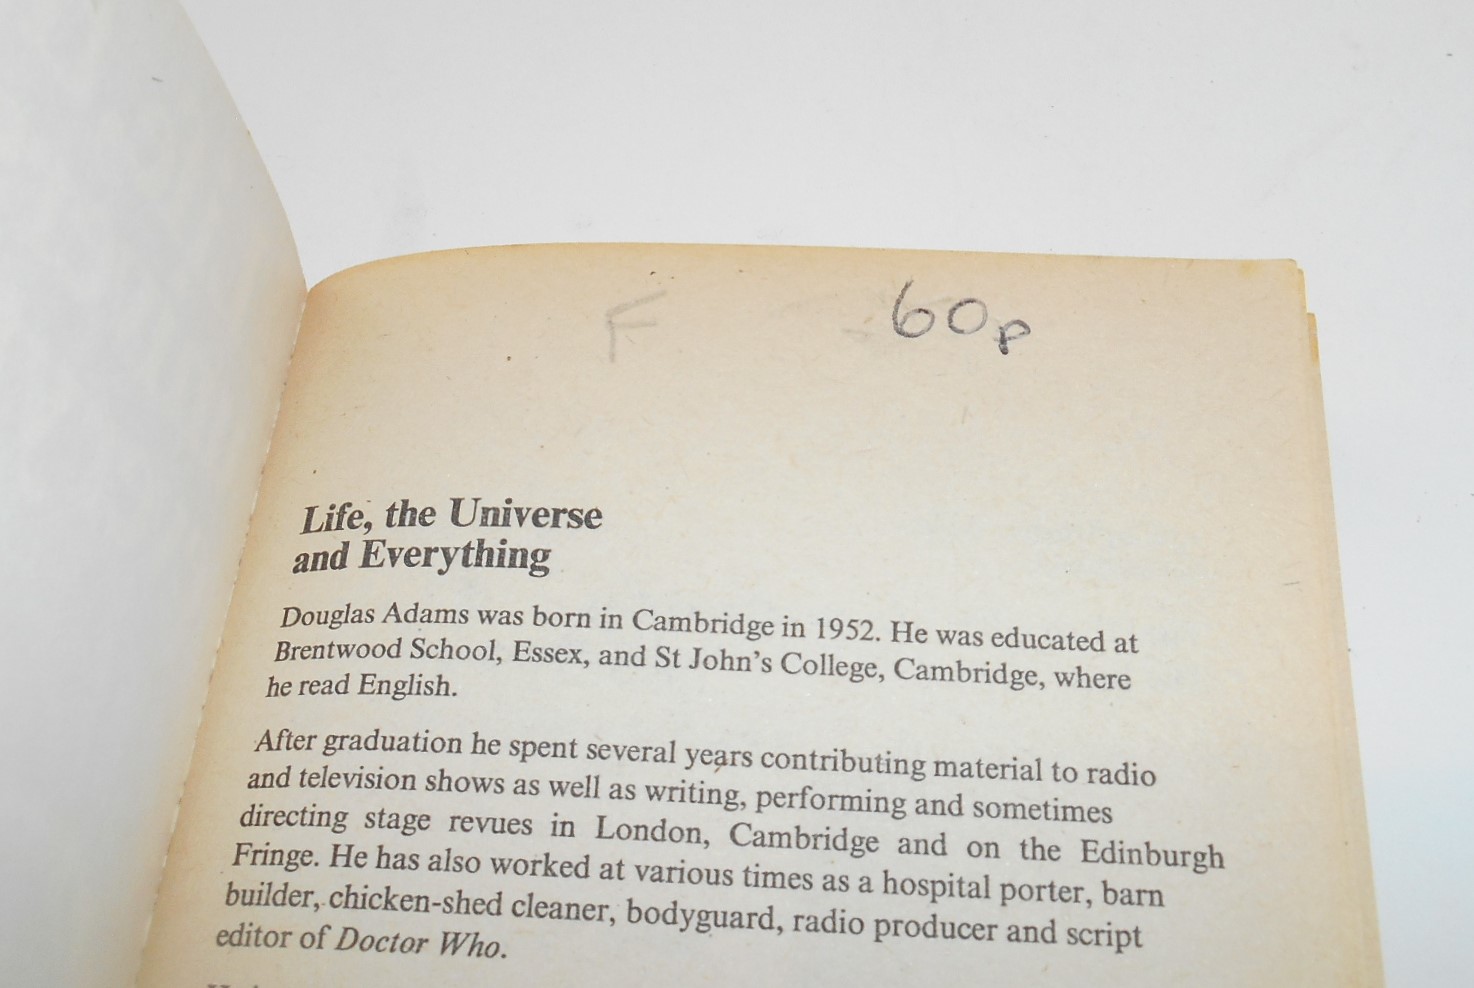 F 60p
Life, the Universe
and Everything
Douglas Adams was born in Cambridge in 1952. He was educated at
Brentwood School, Essex, and St John's College, Cambridge, where
he read English.
After graduation he spent several years contributing material to radio
and television shows as well as writing, performing and sometimes
directing stage revues in London, Cambridge and on the Edinburgh
Fringe. He has also worked at various times as a hospital porter, barn
builder, chicken-shed cleaner, bodyguard, radio producer and script
editor of Doctor Who.